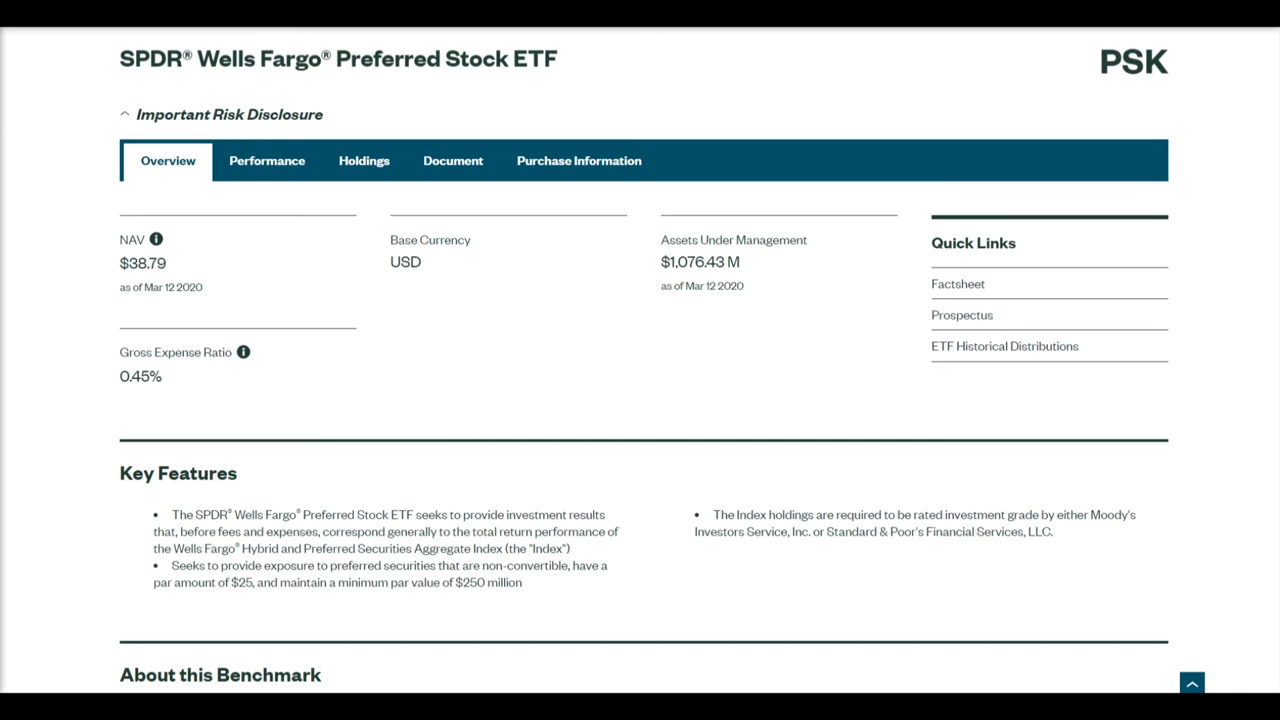 SPDR® Wells Fargo® Preferred Stock ETF
PSK
Important Risk Disclosure
Overview Performance Holdings Document Purchase Information
NAV
$38.79
as of Mar 12 2020
Base Currency
USD
Assets Under Management
$1,076.43 M
as of Mar 12 2020
Gross Expense Ratio
0.45%
Quick Links
Factsheet
Prospectus
ETF Historical Distributions
Key Features
• The SPDR® Wells Fargo® Preferred Stock ETF seeks to provide investment results
that, before fees and expenses, correspond generally to the total return performance of
the Wells Fargo® Hybrid and Preferred Securities Aggregate Index (the "Index")
• Seeks to provide exposure to preferred securities that are non-convertible, have a
par amount of $25, and maintain a minimum par value of $250 million
• The Index holdings are required to be rated investment grade by either Moody's
Investors Service, Inc. or Standard & Poor's Financial Services, LLC.
About this Benchmark